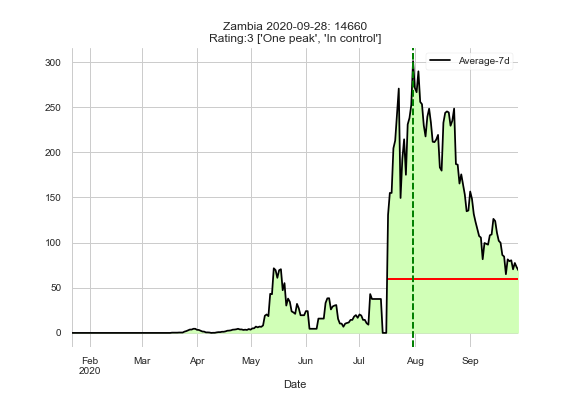 Zambia 2020-09-28: 14660
Rating:3 ['One peak', 'In control']
Average-7d
300
250
200
150
100
50
0
Feb Mar Apr May Jun Jul Aug Sep
2020
Date